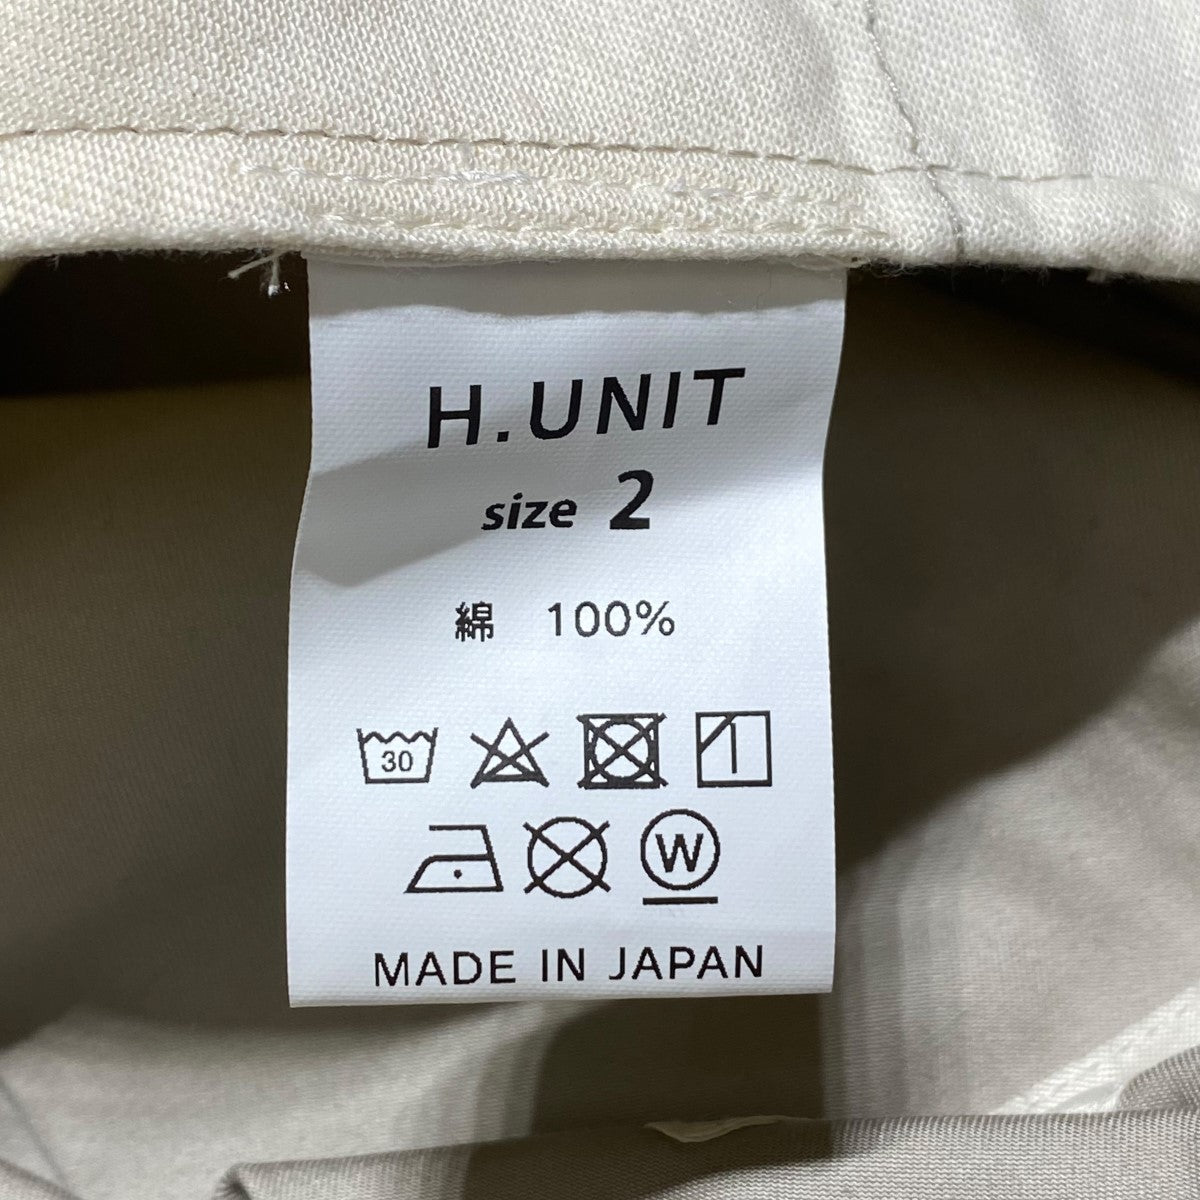 H.UNIT
size 2
綿 100%
30
W
MADE IN JAPAN